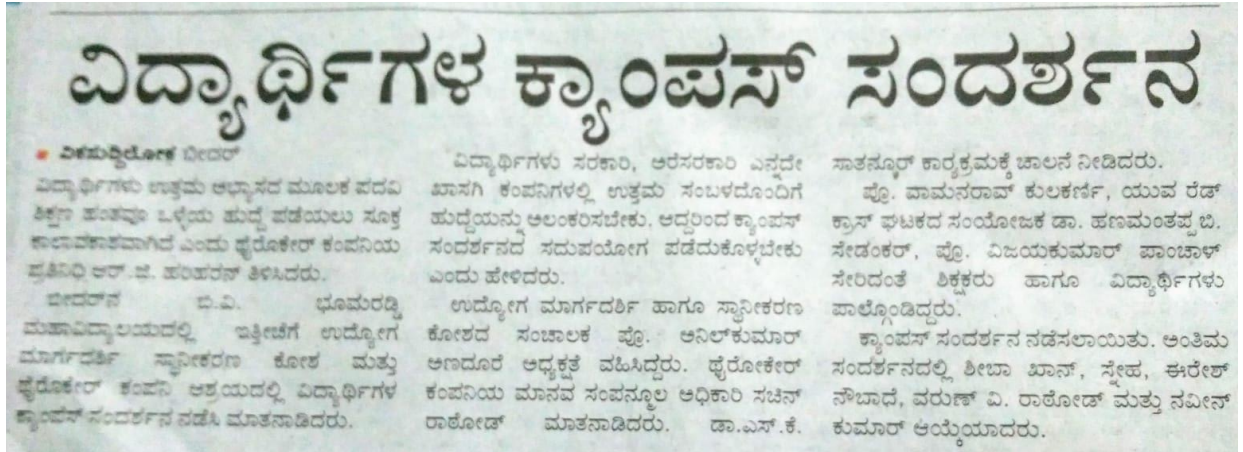 ವಿದ್ಯಾರ್ಥಿಗಳ ಕ್ಯಾಂಪಸ್ ಸಂದರ್ಶನ
■ ವಿಕಸುದ್ದಿಲೋಕ ಬೀದರ್
ವಿದ್ಯಾರ್ಥಿಗಳು ಉತ್ತಮ ಅಭ್ಯಾಸದ ಮೂಲಕ ಪದವಿ
ಶಿಕ್ಷಣ ಹಂತವೂ ಒಳ್ಳೆಯ ಹುದ್ದೆ ಪಡೆಯಲು ಸೂಕ್ತ
ಕಾಲಾವಕಾಶವಾಗಿದೆ ಎಂದು ಥೈರೊಕೇರ್ ಕಂಪನಿಯ
ಪ್ರತಿನಿಧಿ ಆರ್.ಜಿ. ಹರಿಹರನ್ ತಿಳಿಸಿದರು.
ಬೀದರ್‌ನ ಬಿ.ವಿ. ಭೂಮರಡ್ಡಿ
ಮಹಾವಿದ್ಯಾಲಯದಲ್ಲಿ ಇತ್ತೀಚೆಗೆ ಉದ್ಯೋಗ
ಮಾರ್ಗದರ್ಶಿ ಸ್ಥಾನೀಕರಣ ಕೋಶ ಮತ್ತು
ಥೈರೊಕೇರ್ ಕಂಪನಿ ಆಶ್ರಯದಲ್ಲಿ ವಿದ್ಯಾರ್ಥಿಗಳ
ಕ್ಯಾಂಪಸ್ ಸಂದರ್ಶನ ನಡೆಸಿ ಮಾತನಾಡಿದರು.
ವಿದ್ಯಾರ್ಥಿಗಳು ಸರಕಾರಿ, ಅರೆಸರಕಾರಿ ಎನ್ನದೇ
ಖಾಸಗಿ ಕಂಪನಿಗಳಲ್ಲಿ ಉತ್ತಮ ಸಂಬಳದೊಂದಿಗೆ
ಹುದ್ದೆಯನ್ನು ಅಲಂಕರಿಸಬೇಕು. ಆದ್ದರಿಂದ ಕ್ಯಾಂಪಸ್
ಸಂದರ್ಶನದ ಸದುಪಯೋಗ ಪಡೆದುಕೊಳ್ಳಬೇಕು
ಎಂದು ಹೇಳಿದರು.
ಉದ್ಯೋಗ ಮಾರ್ಗದರ್ಶಿ ಹಾಗೂ ಸ್ಥಾನೀಕರಣ
ಕೋಶದ ಸಂಚಾಲಕ ಪ್ರೊ. ಅನಿಲ್‌ಕುಮಾರ್
ಅಣದೂರೆ ಅಧ್ಯಕ್ಷತೆ ವಹಿಸಿದ್ದರು. ಥೈರೋಕೇರ್
ಕಂಪನಿಯ ಮಾನವ ಸಂಪನ್ಮೂಲ ಅಧಿಕಾರಿ ಸಚಿನ್
ರಾಠೋಡ್ ಮಾತನಾಡಿದರು. ಡಾ.ಎಸ್.ಕೆ.
ಸಾತನ್ನೂರ್ ಕಾರ‍್ಯಕ್ರಮಕ್ಕೆ ಚಾಲನೆ ನೀಡಿದರು.
ಪ್ರೊ. ವಾಮನರಾವ್ ಕುಲಕರ್ಣಿ, ಯುವ ರೆಡ್
ಕ್ರಾಸ್ ಘಟಕದ ಸಂಯೋಜಕ ಡಾ. ಹಣಮಂತಪ್ಪ ಬಿ.
ಸೇಡಂಕರ್, ಪ್ರೊ. ವಿಜಯಕುಮಾರ್ ಪಾಂಚಾಳ್
ಸೇರಿದಂತೆ ಶಿಕ್ಷಕರು ಹಾಗೂ ವಿದ್ಯಾರ್ಥಿಗಳು
ಪಾಲ್ಗೊಂಡಿದ್ದರು.
ಕ್ಯಾಂಪಸ್ ಸಂದರ್ಶನ ನಡೆಸಲಾಯಿತು. ಅಂತಿಮ
ಸಂದರ್ಶನದಲ್ಲಿ ಶೀಬಾ ಖಾನ್, ಸ್ನೇಹ, ಈರೇಶ್
ನೌಬಾಧೆ, ವರುಣ್ ವಿ. ರಾಠೋಡ್ ಮತ್ತು ನವೀನ್
ಕುಮಾರ್ ಆಯ್ಕೆಯಾದರು.